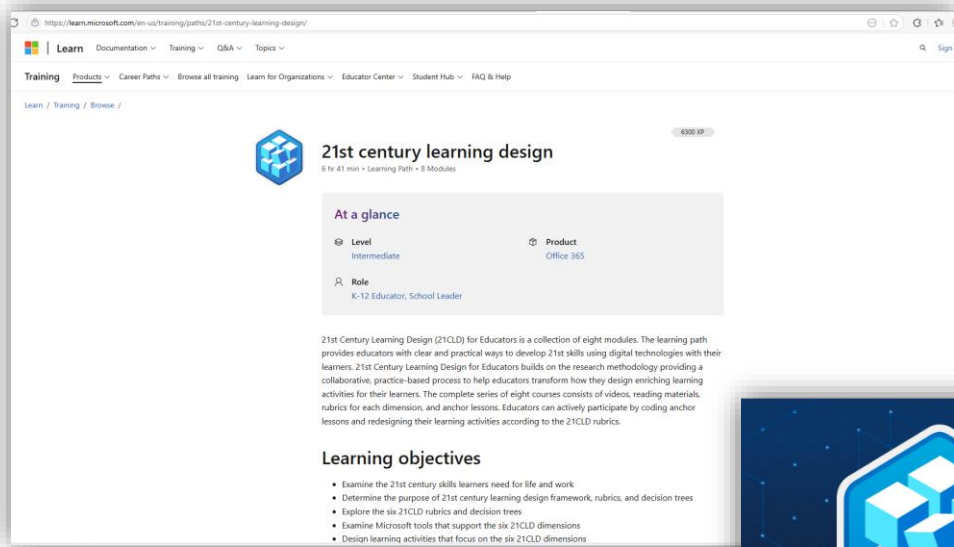 https://learn.microsoft.com/en-us/training/paths/21st-century-learning-design/
Learn Documentation Training Q&A Topics Sign
Training Products Career Paths Browse all training Learn for Organizations Educator Center Student Hub FAQ & Help
Learn / Training / Browse /
6300 XP
21st century learning design
6 hr 41 min • Learning Path • 8 Modules
At a glance
Level Product
Intermediate Office 365
Role
K-12 Educator, School Leader
21st Century Learning Design (21CLD) for Educators is a collection of eight modules. The learning path
provides educators with clear and practical ways to develop 21st skills using digital technologies with their
learners. 21st Century Learning Design for Educators builds on the research methodology providing a
collaborative, practice-based process to help educators transform how they design enriching learning
activities for their learners. The complete series of eight courses consists of videos, reading materials,
rubrics for each dimension, and anchor lessons. Educators can actively participate by coding anchor
lessons and redesigning their learning activities according to the 21CLD rubrics.
Learning objectives
• Examine the 21st century skills learners need for life and work
• Determine the purpose of 21st century learning design framework, rubrics, and decision trees
• Explore the six 21CLD rubrics and decision trees
• Examine Microsoft tools that support the six 21CLD dimensions
• Design learning activities that focus on the six 21CLD dimensions